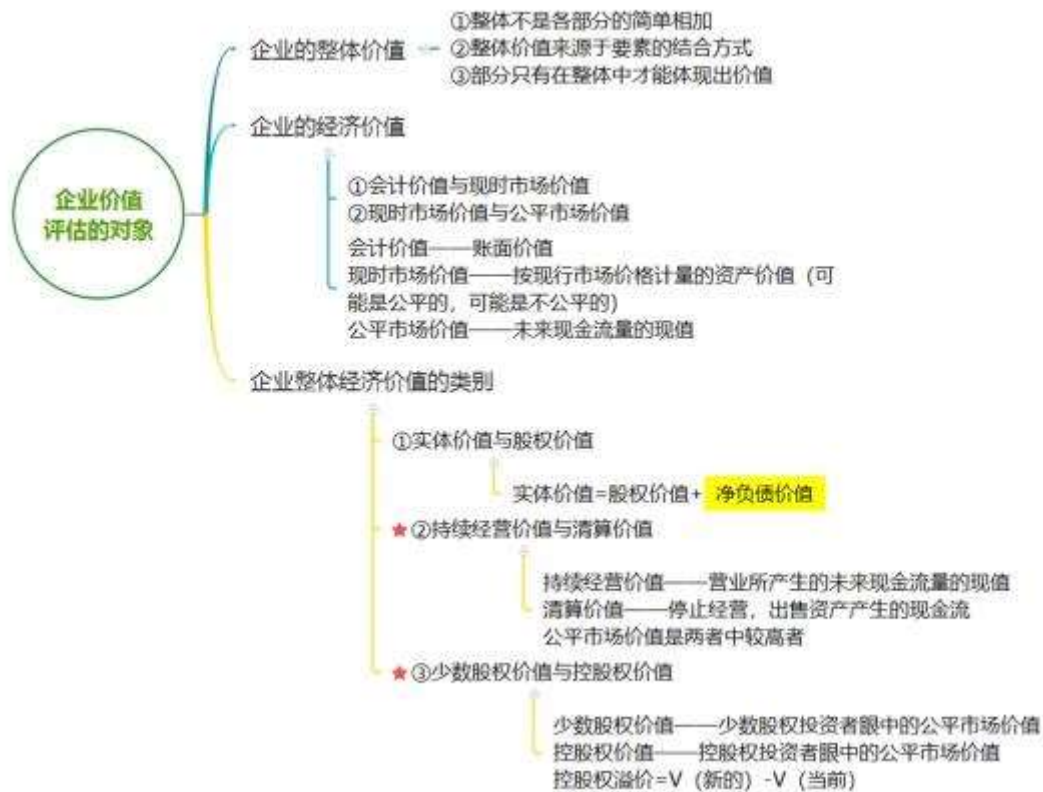 企业价值
评估的对象
企业的整体价值
①整体不是各部分的简单相加
②整体价值来源于要素的结合方式
③部分只有在整体中才能体现出价值
企业的经济价值
①会计价值与现时市场价值
②现时市场价值与公平市场价值
会计价值——账面价值
现时市场价值——按现行市场价格计量的资产价值（可
能是公平的，可能是不公平的）
公平市场价值——未来现金流量的现值
企业整体经济价值的类别
①实体价值与股权价值
实体价值=股权价值+ 净负债价值
★②持续经营价值与清算价值
持续经营价值——营业所产生的未来现金流量的现值
清算价值——停止经营，出售资产产生的现金流
公平市场价值是两者中较高者
★③少数股权价值与控股权价值
少数股权价值——少数股权投资者眼中的公平市场价值
控股权价值——控股权投资者眼中的公平市场价值
控股权溢价=V（新的）-V（当前）